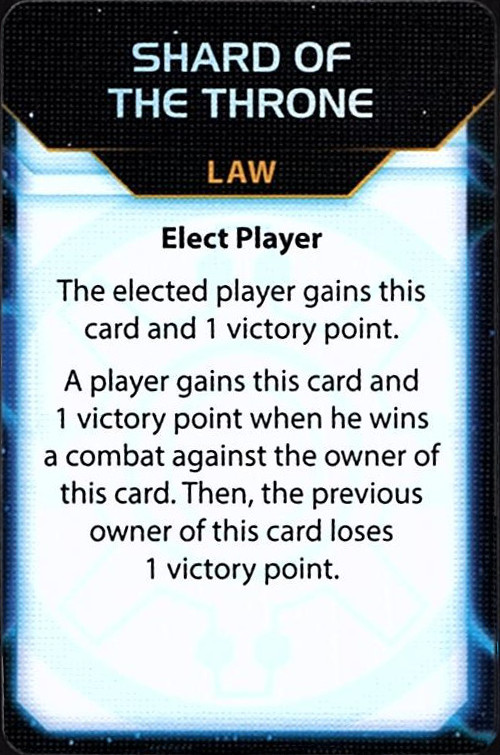 SHARD OF
THE THRONE
LAW
Elect Player
The elected player gains this
card and 1 victory point.
A player gains this card and
1 victory point when he wins
a combat against the owner of
this card. Then, the previous
owner of this card loses
1 victory point.